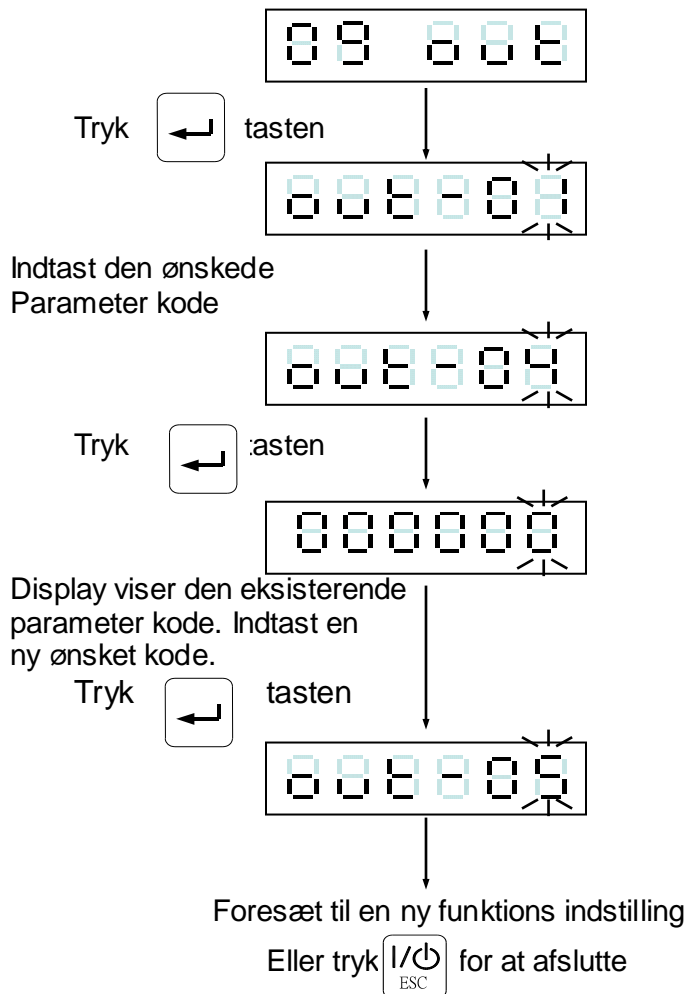 09 out
Tryk tasten
out-01
Indtast den ønskede
Parameter kode
out-04
Tryk tasten
000000
Display viser den eksisterende
parameter kode. Indtast en
ny ønsket kode.
Tryk tasten
out-05
Foresæt til en ny funktions indstilling
Eller tryk I/⏻ for at afslutte
ESC